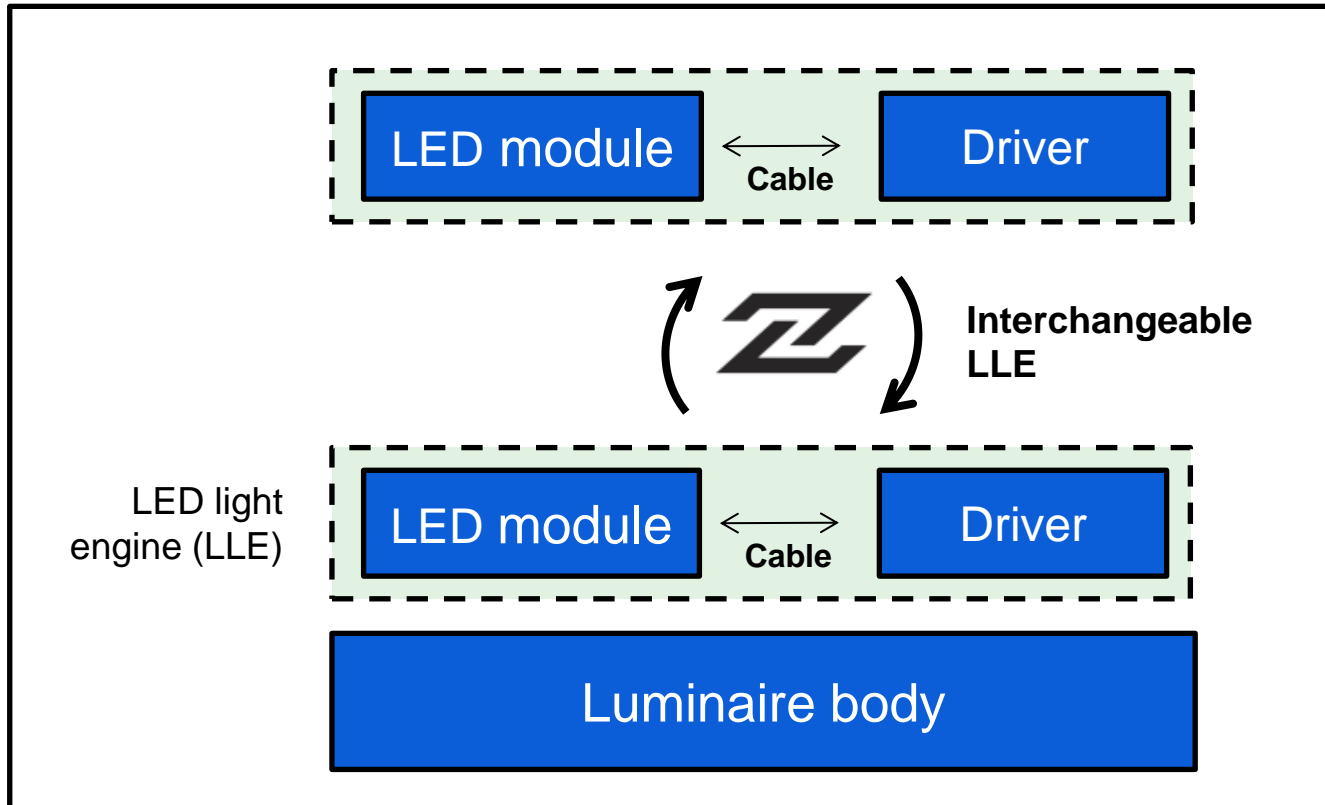 LED module
Cable
Driver
Interchangeable
LLE
LED light
engine (LLE)
LED module
Cable
Driver
Luminaire body